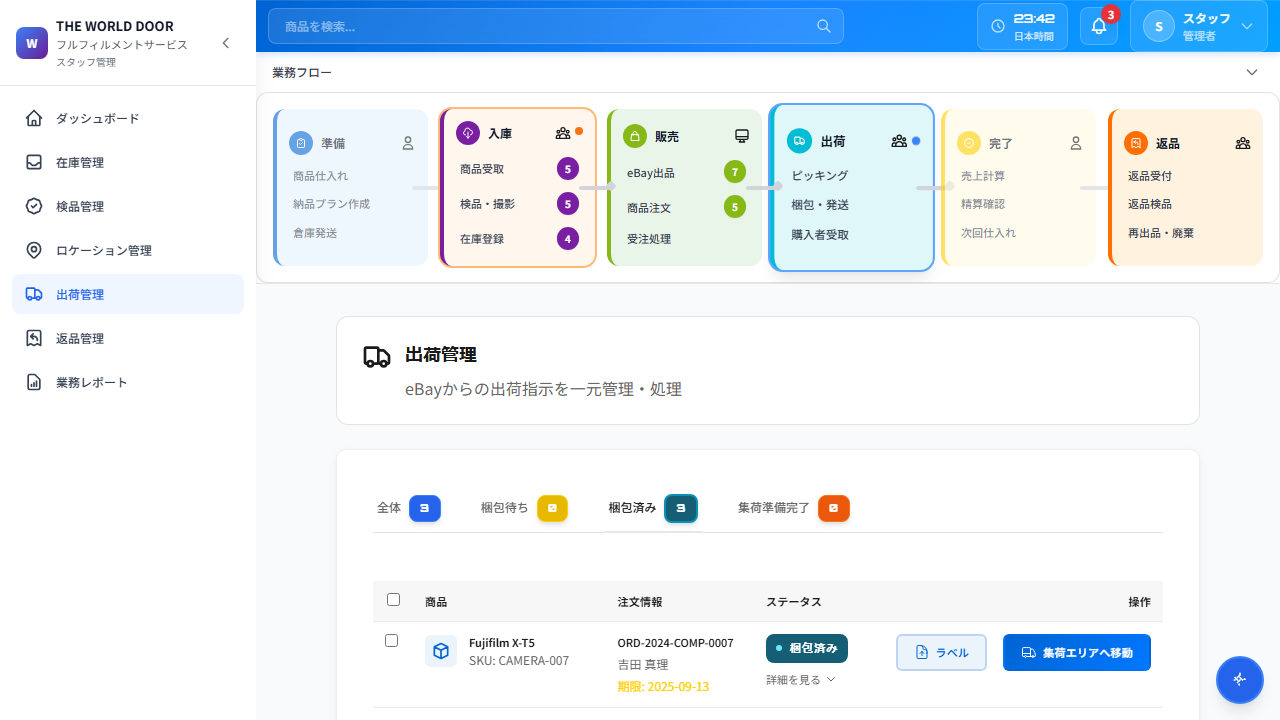 W
THE WORLD DOOR
フルフィルメントサービス
スタッフ管理
ダッシュボード
在庫管理
検品管理
ロケーション管理
出荷管理
返品管理
業務レポート
商品を検索...
23:42
日本時間
3
S
スタッフ
管理者
業務フロー
準備
商品仕入れ
納品プラン作成
倉庫発送
入庫
商品受取 5
検品・撮影 5
在庫登録 4
販売
eBay出品 7
商品注文 5
受注処理
出荷
ピッキング
梱包・発送
購入者受取
完了
売上計算
精算確認
次回仕入れ
返品
返品受付
返品検品
再出品・廃棄
出荷管理
eBayからの出荷指示を一元管理・処理
全体 3 梱包待ち 0 梱包済み 3 集荷準備完了 0
商品 注文情報 ステータス 操作
Fujifilm X-T5
SKU: CAMERA-007
ORD-2024-COMP-0007
吉田 真理
期限: 2025-09-13
梱包済み
詳細を見る
ラベル
集荷エリアへ移動